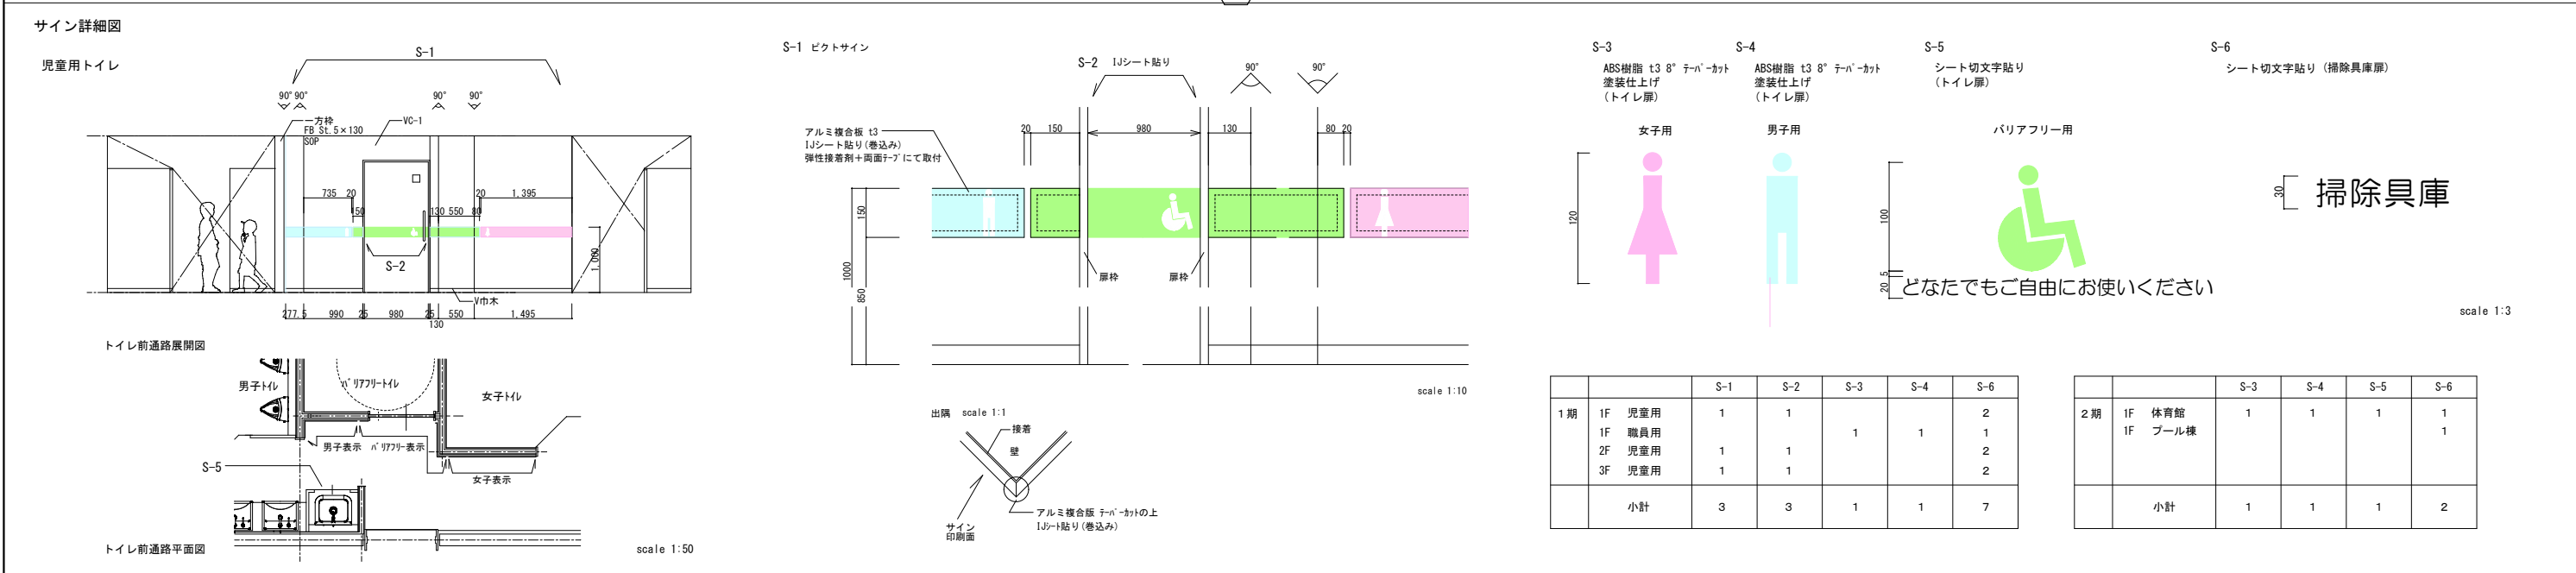 サイン詳細図
児童用トイレ
S-1
90° 90° 90° 90°
一方枠
FB St.5×130
SOP
VC-1
735 20 20 1,395
150 130 550 80
S-2
1,000
V巾木
277.5 990 25 980 25 550 1,495
130
トイレ前通路展開図
男子トイレ
バリアフリートイレ
女子トイレ
男子表示 バリアフリー表示
女子表示
S-5
トイレ前通路平面図
scale 1:50
S-1 ピクトサイン
S-2 IJシート貼り
90° 90°
アルミ複合板 t3
IJシート貼り(巻込み)
弾性接着剤+両面テープにて取付
20 150 980 130 80 20
150
1000
850
扉枠 扉枠
scale 1:10
出隅 scale 1:1
接着
壁
サイン
印刷面
アルミ複合版 テーパーカットの上
IJシート貼り(巻込み)
S-3
ABS樹脂 t3 8° テーパーカット
塗装仕上げ
(トイレ扉)
女子用
120
S-4
ABS樹脂 t3 8° テーパーカット
塗装仕上げ
(トイレ扉)
男子用
S-5
シート切文字貼り
(トイレ扉)
バリアフリー用
100
5
20
どなたでもご自由にお使いください
S-6
シート切文字貼り (掃除具庫扉)
30
掃除具庫
scale 1:3
S-1 S-2 S-3 S-4 S-6
1期 1F 児童用 1 1 2
1F 職員用 1 1 1
2F 児童用 1 1 2
3F 児童用 1 1 2
小計 3 3 1 1 7
S-3 S-4 S-5 S-6
2期 1F 体育館 1 1 1 1
1F プール棟 1
小計 1 1 1 2